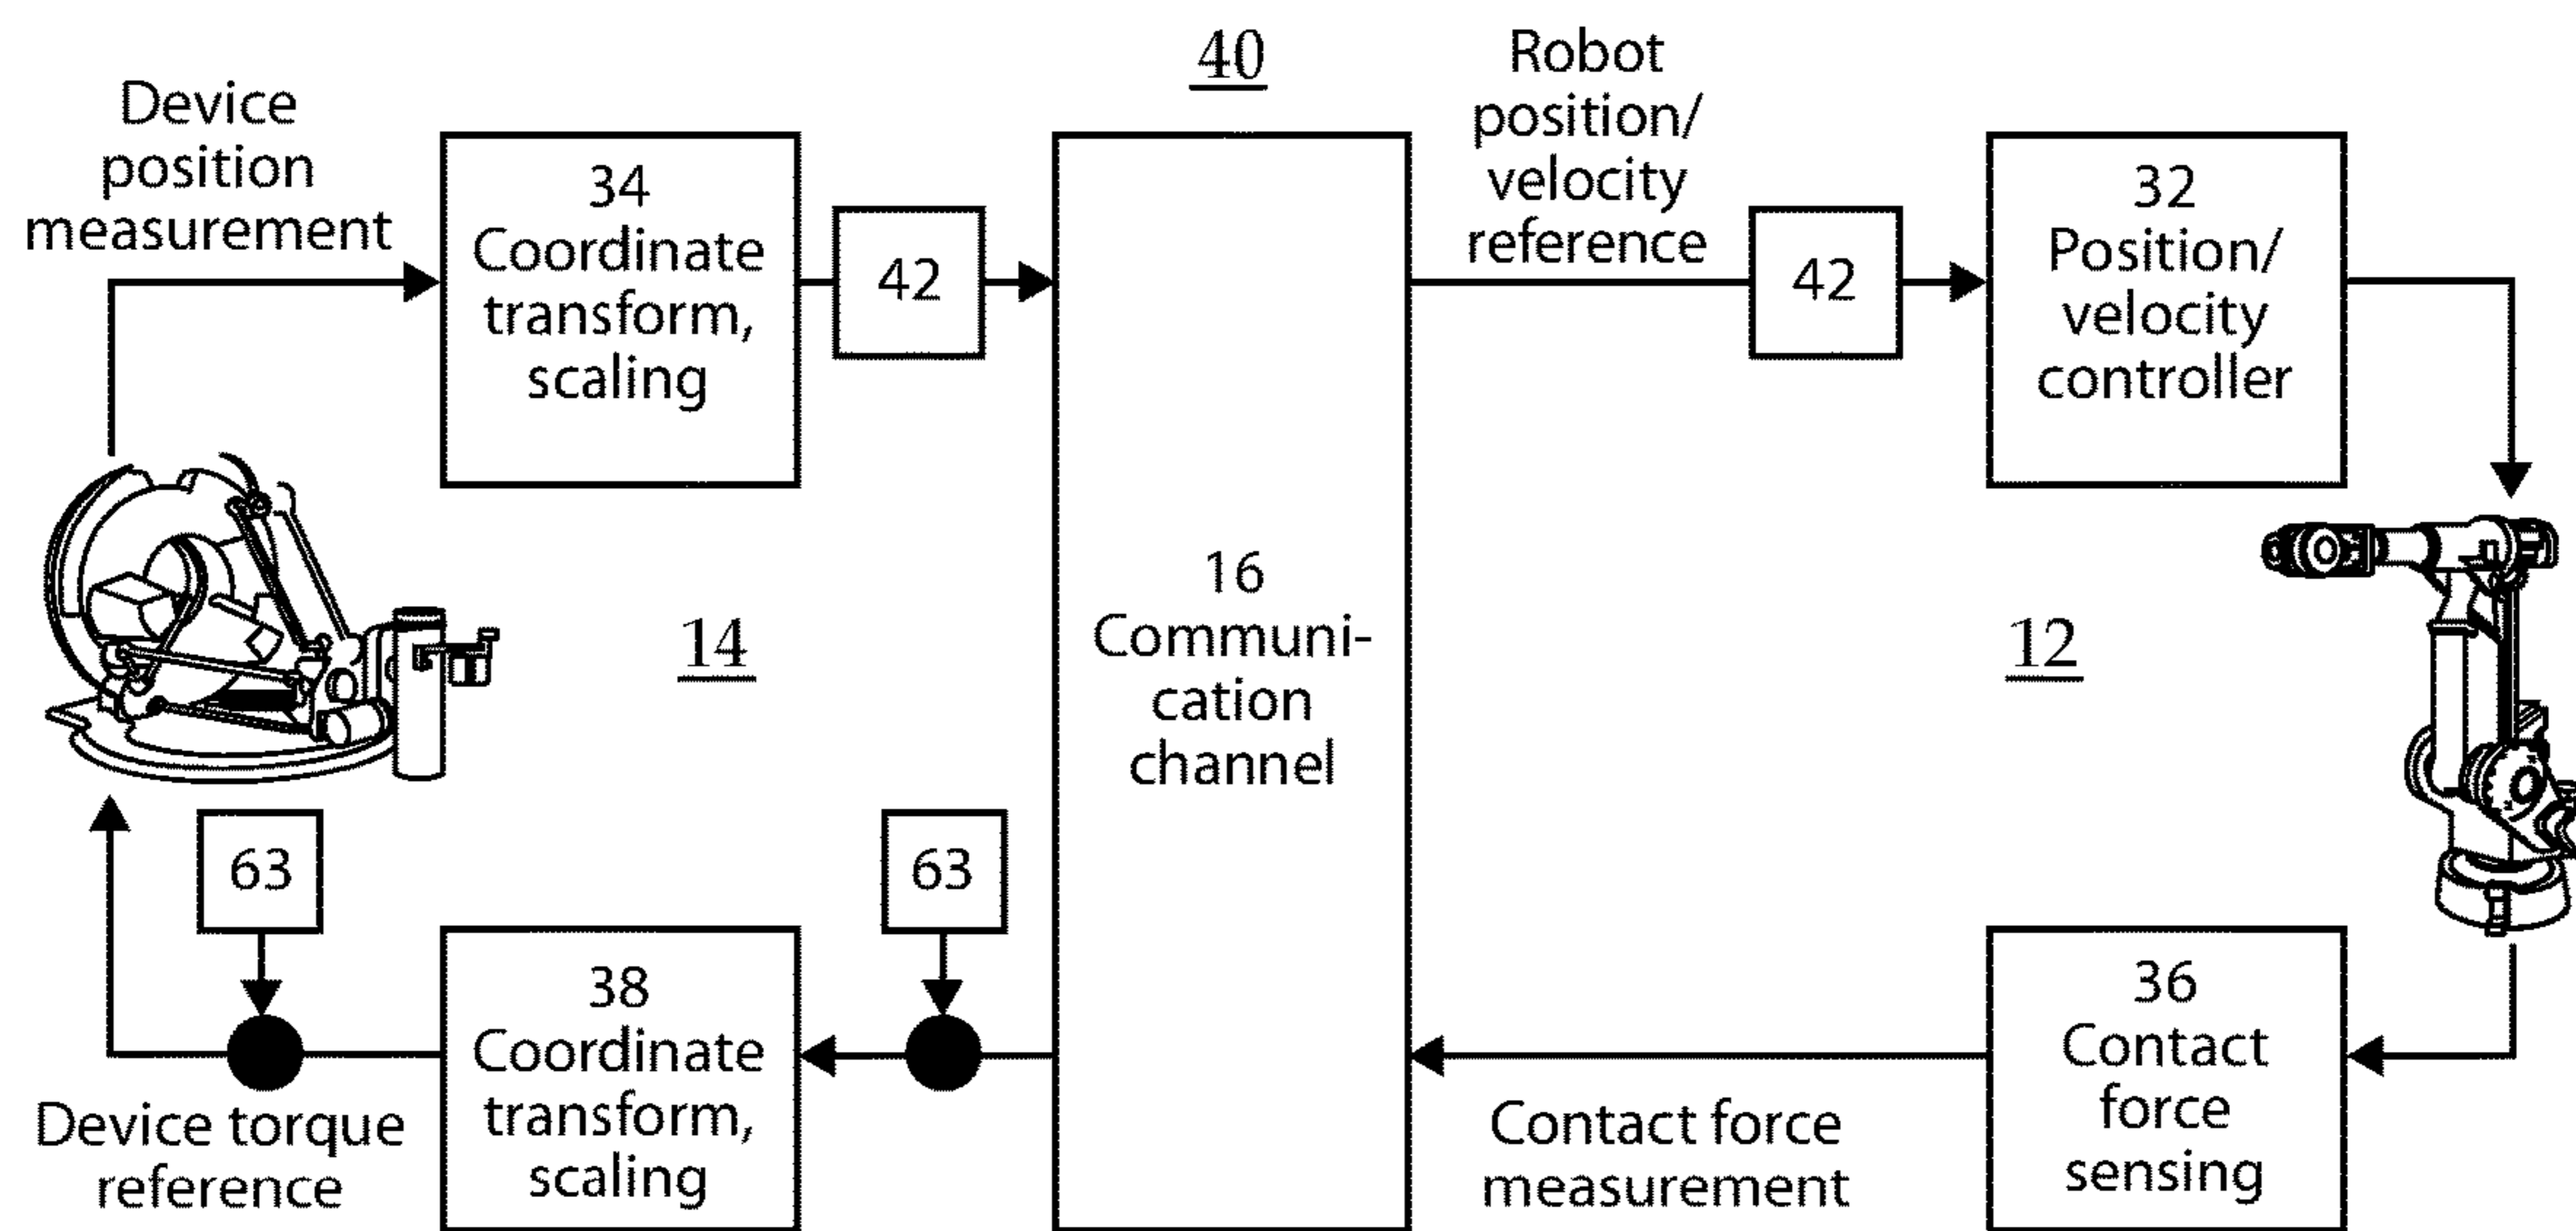 40
Device
position
measurement
34
Coordinate
transform,
scaling
42
Robot
position/
velocity
reference
42
32
Position/
velocity
controller
14
16
Communi-
cation
channel
12
63
63
Device torque
reference
38
Coordinate
transform,
scaling
Contact force
measurement
36
Contact
force
sensing